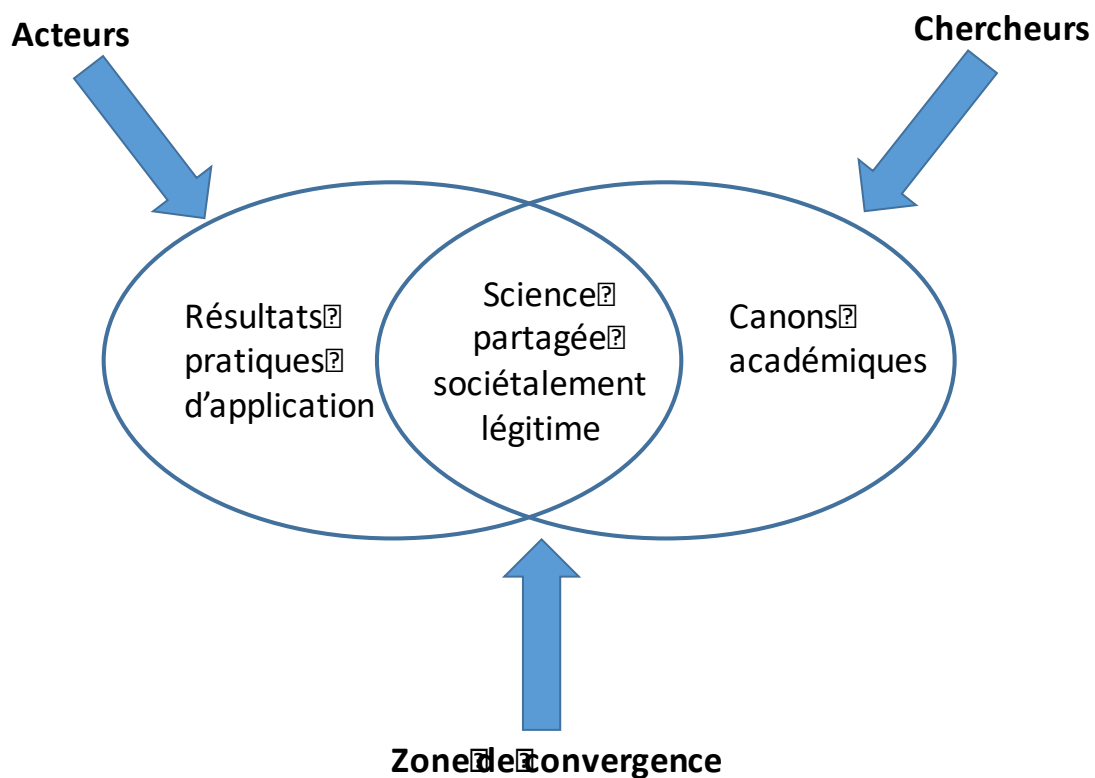 Acteurs
Chercheurs
Résultats
pratiques
d’application
Science
partagée
sociétalement
légitime
Canons
académiques
Zone de convergence